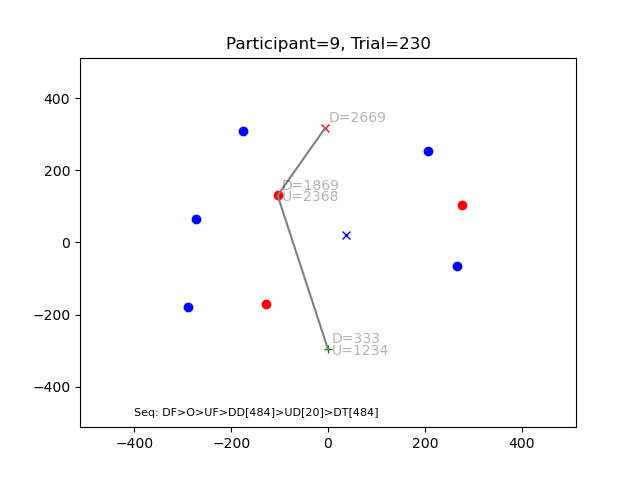 Participant=9, Trial=230
D=2669
D=1869
U=2368
D=333
U=1234
Seq: DF>O>UF>DD[484]>UD[20]>DT[484]
400
200
0
−200
−400
−400
−200
0
200
400